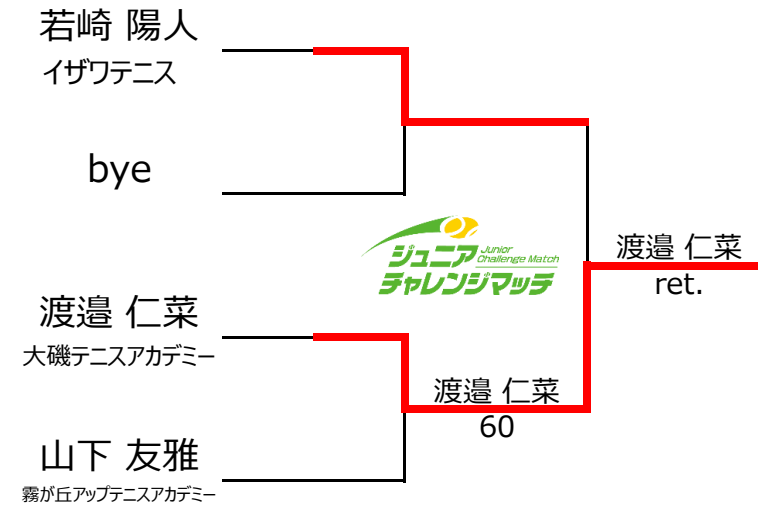 若崎 陽人
イザワテニス
bye
ジュニア Junior Challenge Match
チャレンジマッチ
渡邉 仁菜
ret.
渡邉 仁菜
大磯テニスアカデミー
渡邉 仁菜
60
山下 友雅
霧が丘アップテニスアカデミー